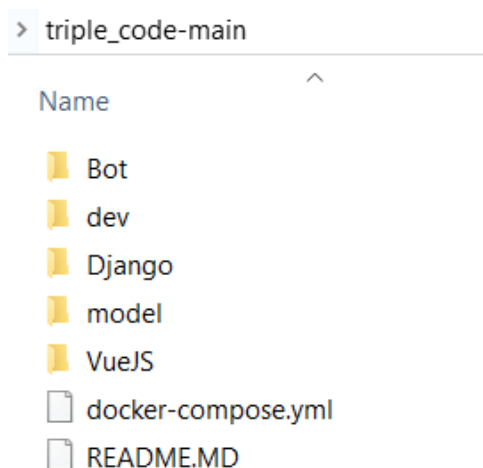 triple_code-main
Name
Bot
dev
Django
model
VueJS
docker-compose.yml
README.MD